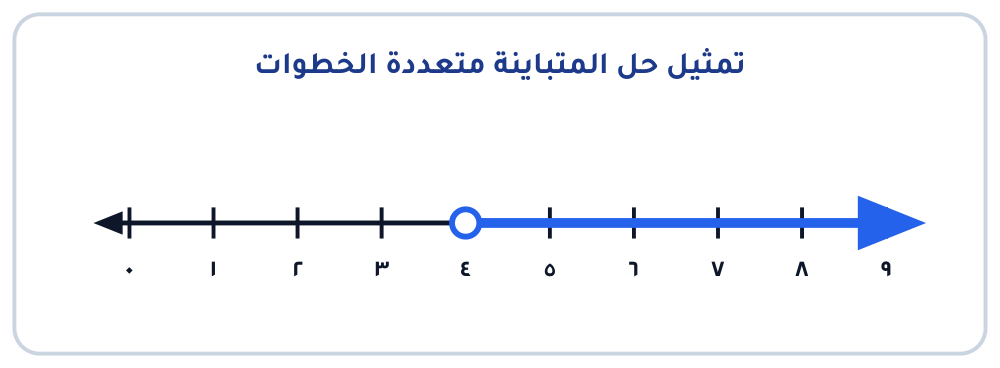 تمثيل حل المتباينة متعددة الخطوات
٠ ١ ٢ ٣ ٤ ٥ ٦ ٧ ٨ ٩